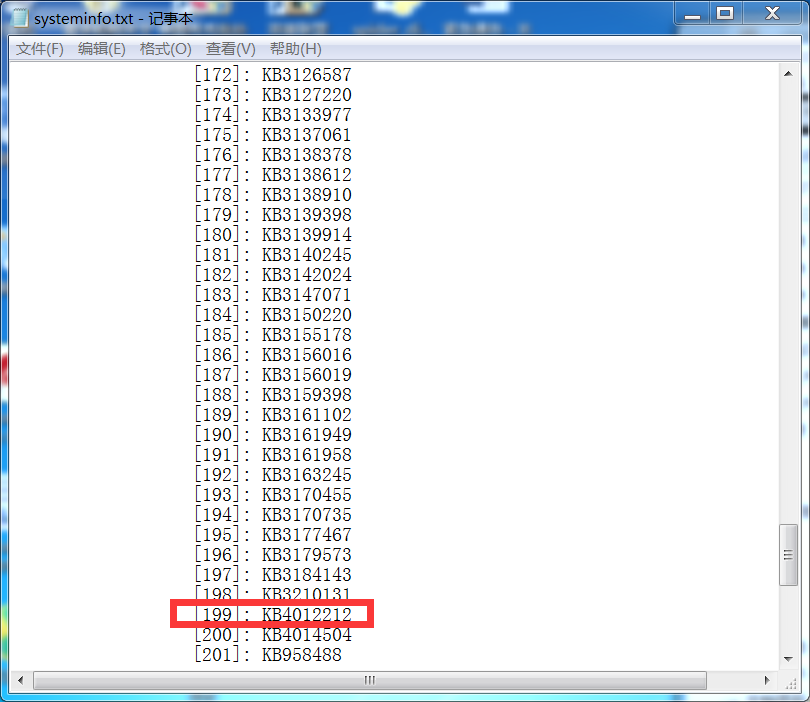 systeminfo.txt - 记事本
文件(F) 编辑(E) 格式(O) 查看(V) 帮助(H)
[172]: KB3126587
[173]: KB3127220
[174]: KB3133977
[175]: KB3137061
[176]: KB3138378
[177]: KB3138612
[178]: KB3138910
[179]: KB3139398
[180]: KB3139914
[181]: KB3140245
[182]: KB3142024
[183]: KB3147071
[184]: KB3150220
[185]: KB3155178
[186]: KB3156016
[187]: KB3156019
[188]: KB3159398
[189]: KB3161102
[190]: KB3161949
[191]: KB3161958
[192]: KB3163245
[193]: KB3170455
[194]: KB3170735
[195]: KB3177467
[196]: KB3179573
[197]: KB3184143
[198]: KB3210131
[199]: KB4012212
[200]: KB4014504
[201]: KB958488